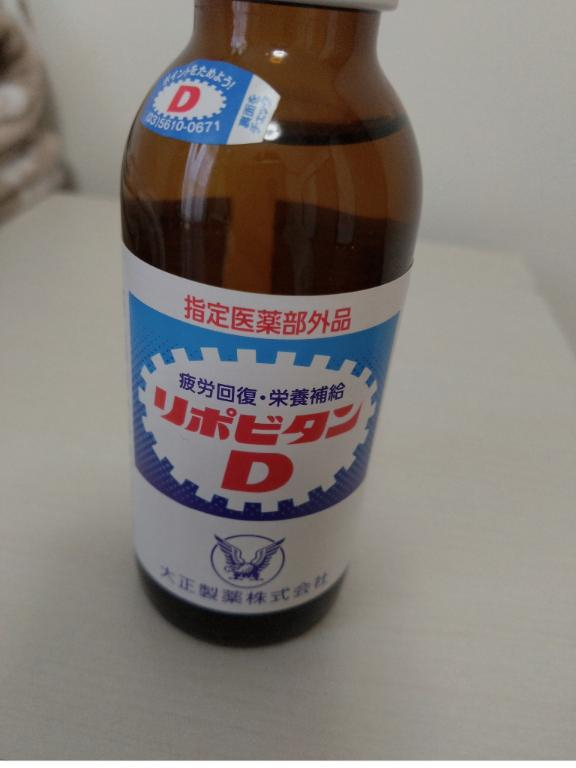 ポイントをためよう!
D
(03)5610-0671
裏面を
チェック
指定医薬部外品
疲労回復・栄養補給
リポビタン
D
大正製薬株式会社